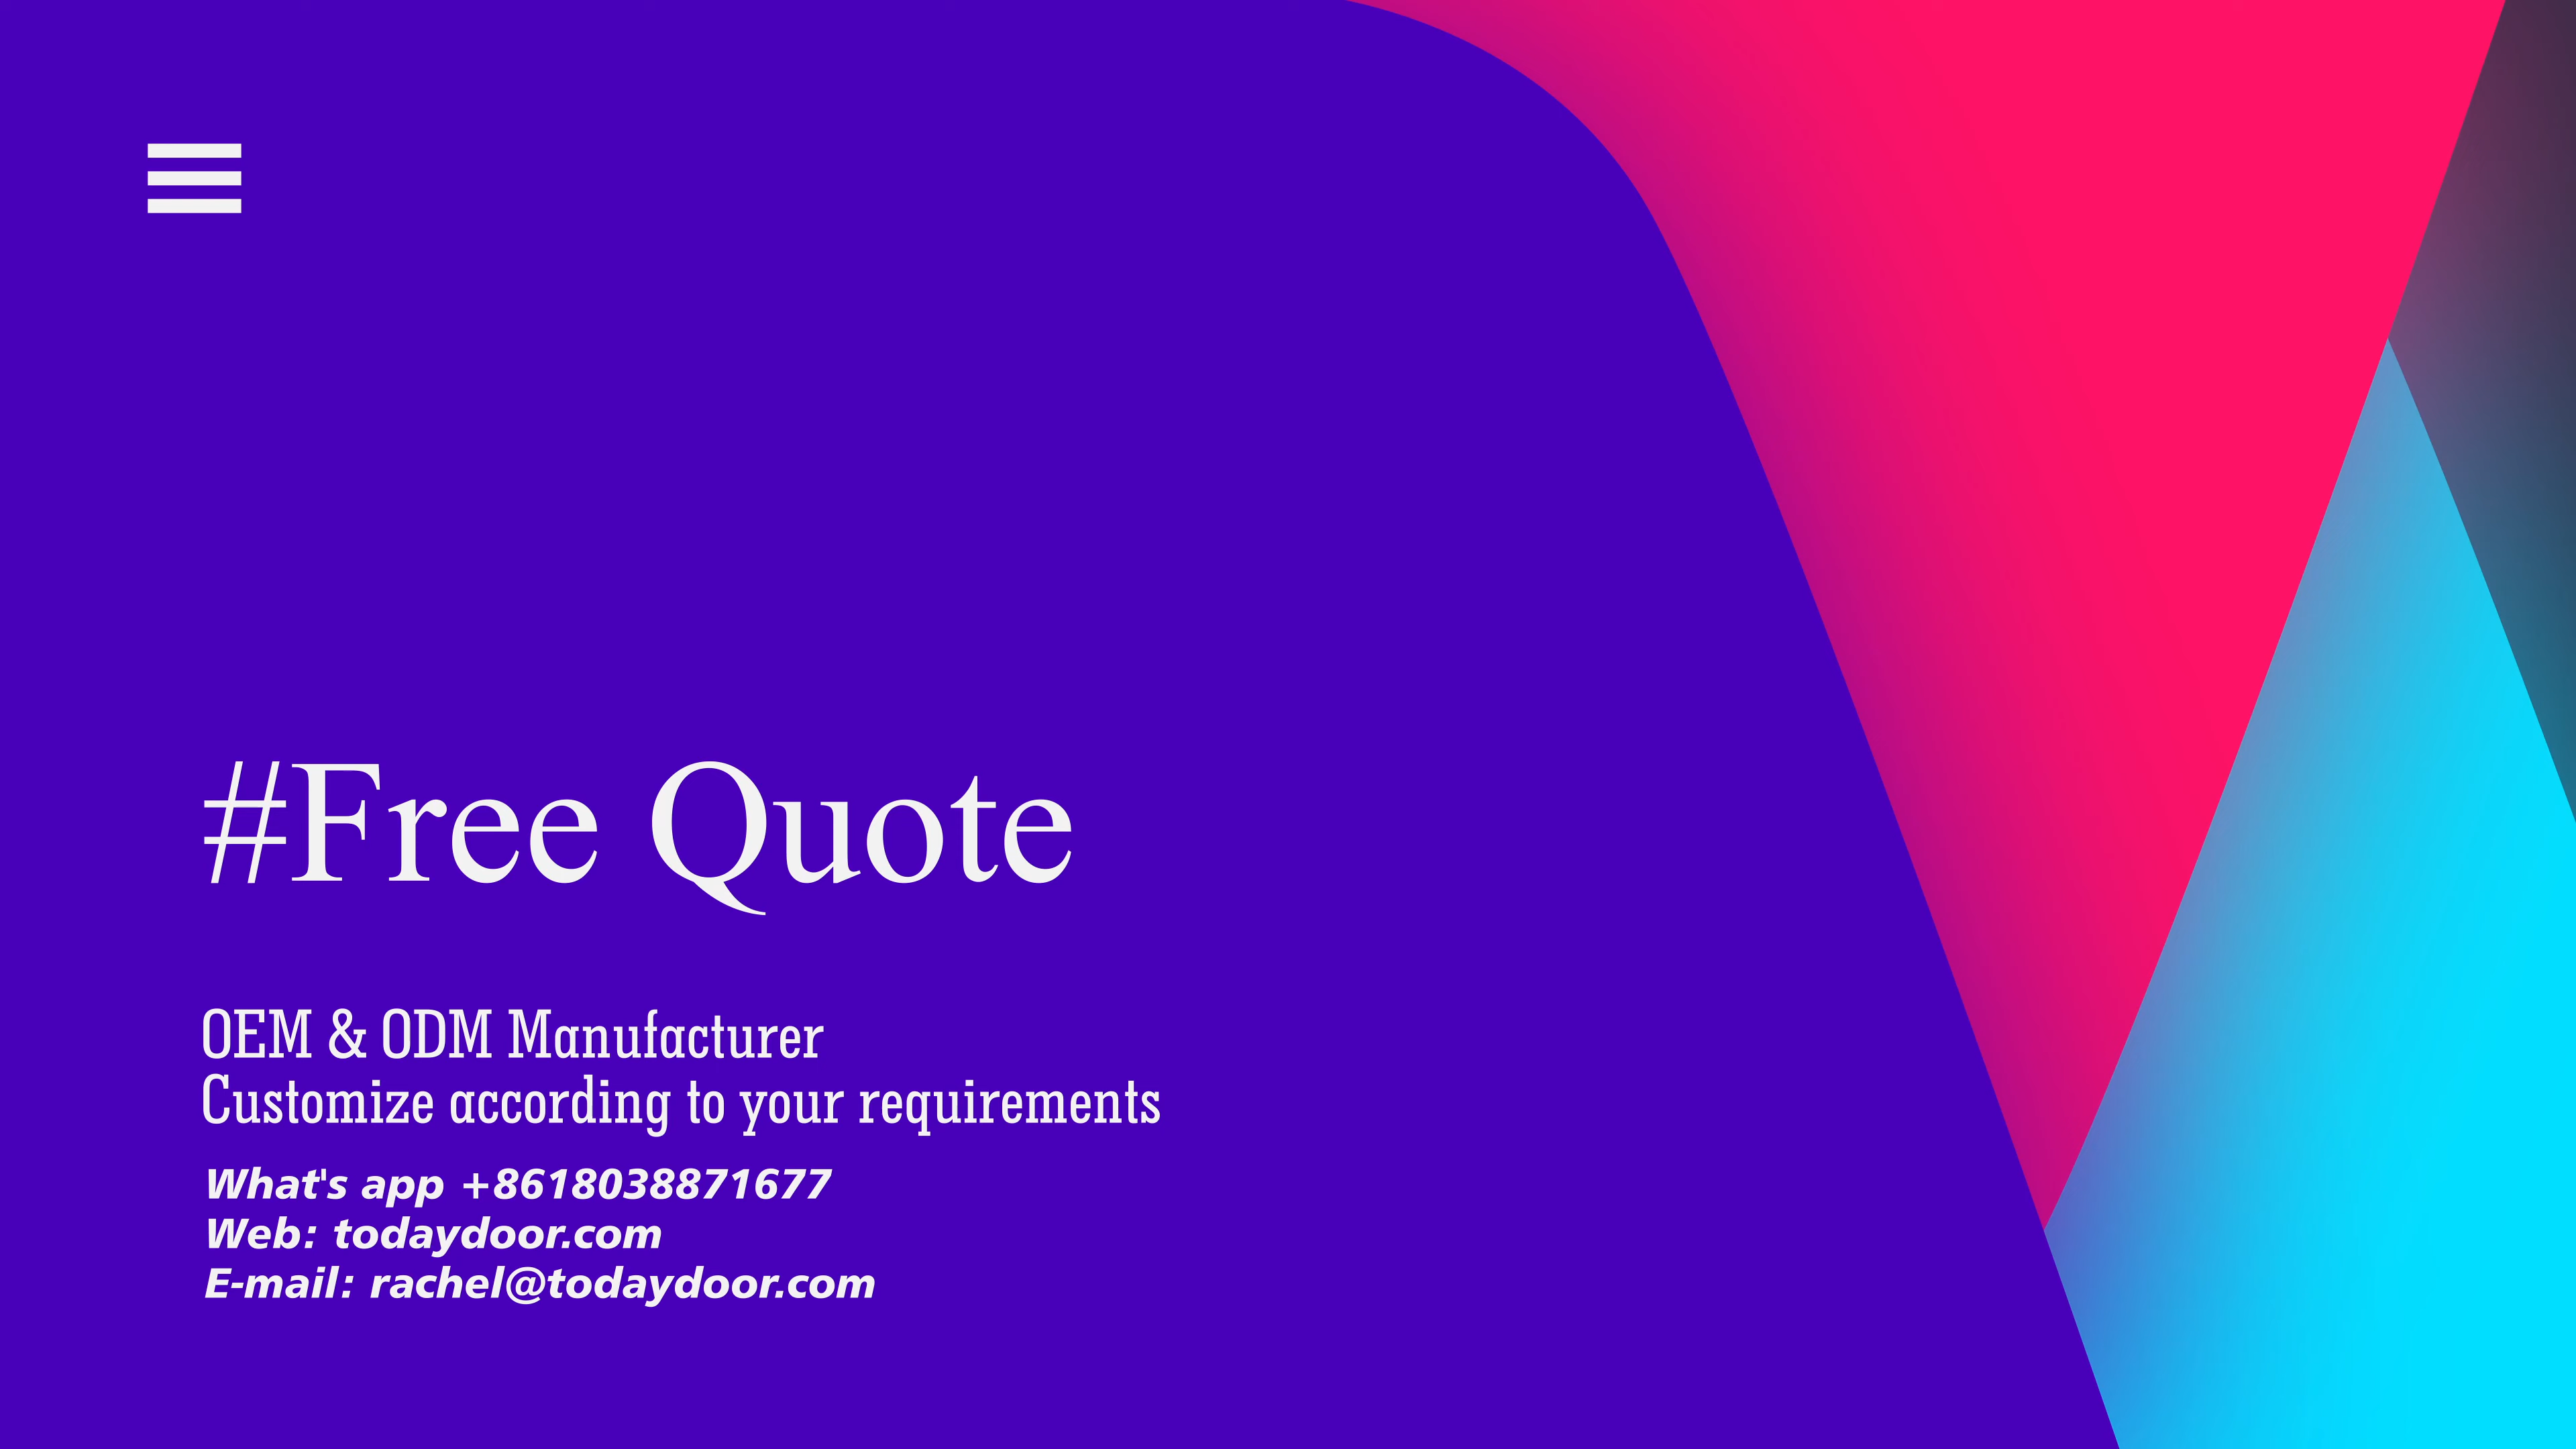 #Free Quote
OEM & ODM Manufacturer
Customize according to your requirements
What's app +8618038871677
Web: todaydoor.com
E-mail: rachel@todaydoor.com